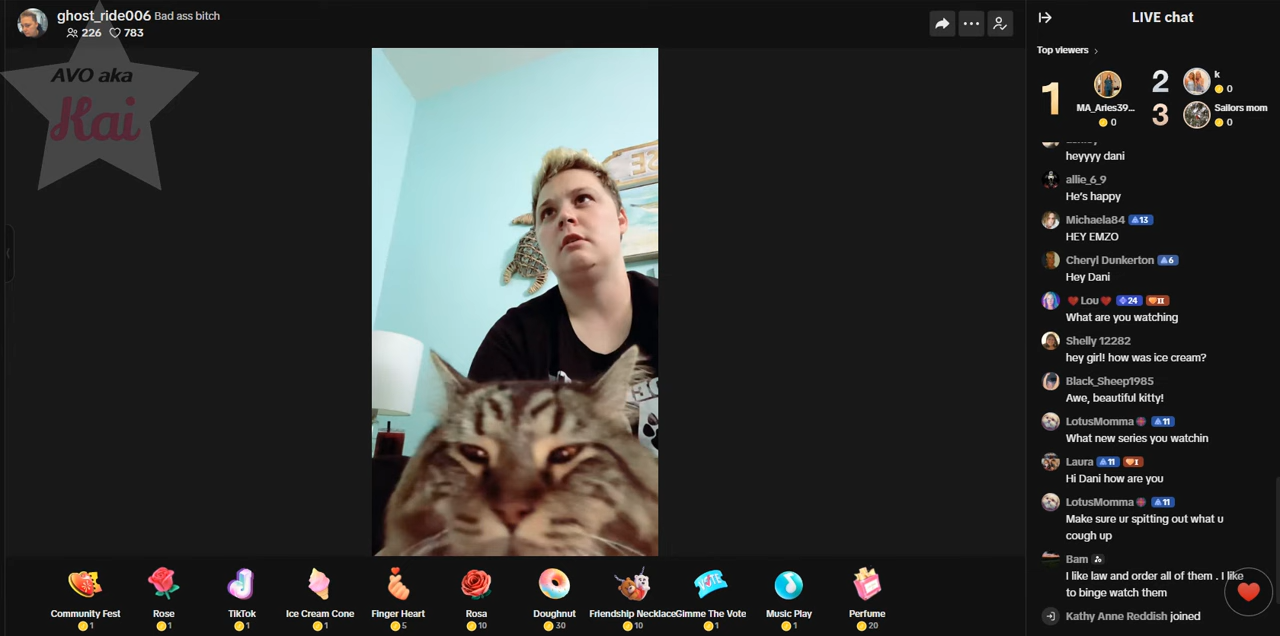 ghost_ride006 Bad ass bitch
226 783
AVO aka
Kai
LIVE chat
Top viewers
1
MA_Aries39...
0
2
k
0
3
Sailors mom
0
heyyyy dani
allie_6_9
He's happy
Michaela84 13
HEY EMZO
Cheryl Dunkerton 6
Hey Dani
Lou 24 II
What are you watching
Shelly 12282
hey girl! how was ice cream?
Black_Sheep1985
Awe, beautiful kitty!
LotusMomma 11
What new series you watchin
Laura 11 I
Hi Dani how are you
LotusMomma 11
Make sure ur spitting out what u
cough up
Bam
I like law and order all of them . I like
to binge watch them
Kathy Anne Reddish joined
Community Fest
1
Rose
1
TikTok
1
Ice Cream Cone
1
Finger Heart
5
Rosa
10
Doughnut
30
Friendship Necklace
10
VOTE
Gimme The Vote
1
Music Play
1
Perfume
20